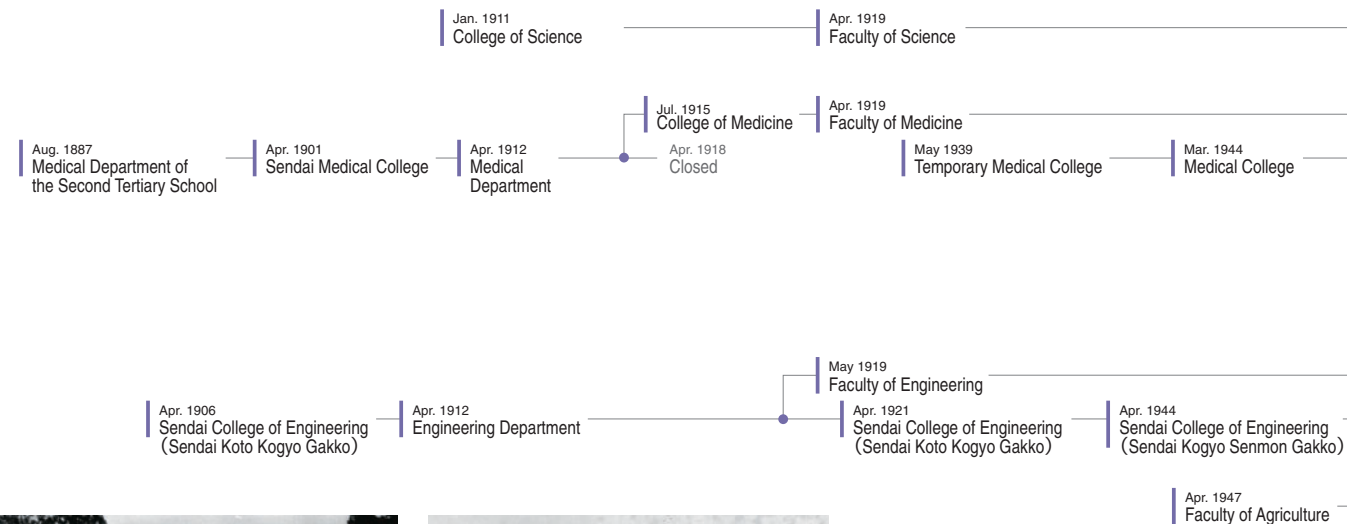 Jan. 1911
College of Science
Apr. 1919
Faculty of Science
Jul. 1915
College of Medicine
Apr. 1919
Faculty of Medicine
Aug. 1887
Medical Department of
the Second Tertiary School
Apr. 1901
Sendai Medical College
Apr. 1912
Medical
Department
Apr. 1918
Closed
May 1939
Temporary Medical College
Mar. 1944
Medical College
May 1919
Faculty of Engineering
Apr. 1906
Sendai College of Engineering
(Sendai Koto Kogyo Gakko)
Apr. 1912
Engineering Department
Apr. 1921
Sendai College of Engineering
(Sendai Koto Kogyo Gakko)
Apr. 1944
Sendai College of Engineering
(Sendai Kogyo Senmon Gakko)
Apr. 1947
Faculty of Agriculture